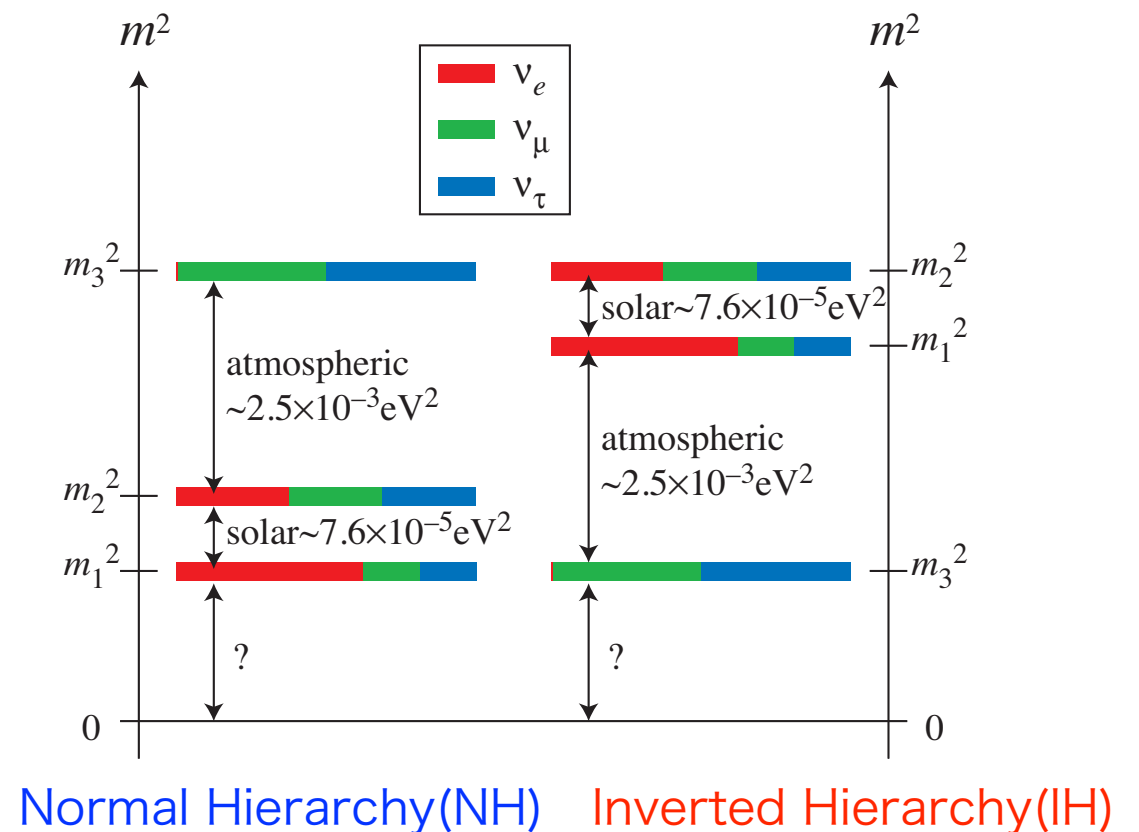 m² m²
νe
νμ
ντ
m₃² m₂²
solar~7.6×10⁻⁵eV²
m₁²
atmospheric
~2.5×10⁻³eV²
atmospheric
~2.5×10⁻³eV²
m₂²
solar~7.6×10⁻⁵eV²
m₁² m₃²
? ?
0 0
Normal Hierarchy(NH) Inverted Hierarchy(IH)